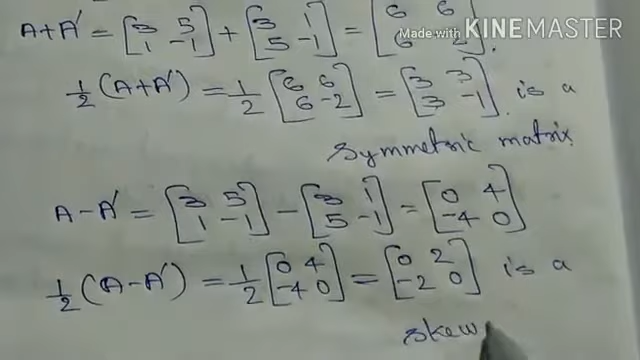 A+A' = [3 5 1 -1] + [3 1 5 -1] = [6 6 6 2].
Made with KINEMASTER
1/2 (A+A') = 1/2 [6 6 6 -2] = [3 3 3 -1] is a
symmetric matrix
A-A' = [3 5 1 -1] - [3 1 5 -1] = [0 4 -4 0]
1/2 (A-A') = 1/2 [0 4 -4 0] = [0 2 -2 0] is a
skew